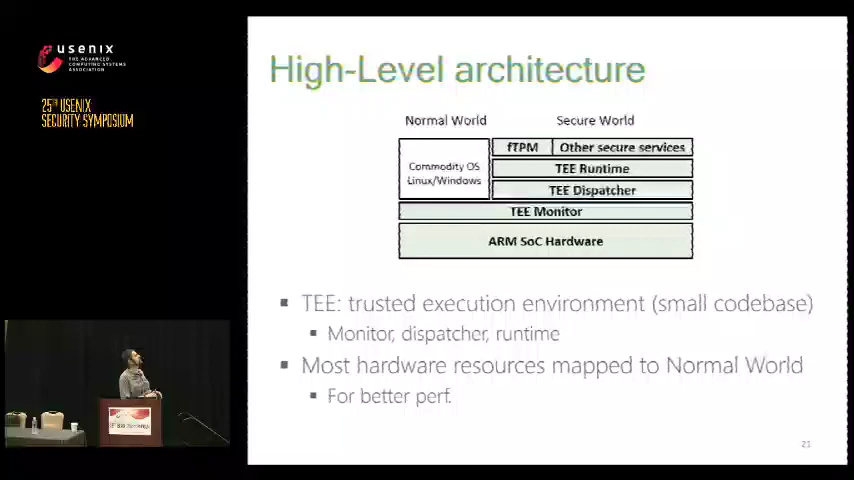 usenix
THE ADVANCED
COMPUTING SYSTEMS
ASSOCIATION
25TH USENIX
SECURITY SYMPOSIUM
High-Level architecture
Normal World
Secure World
Commodity OS
Linux/Windows
fTPM
Other secure services
TEE Runtime
TEE Dispatcher
TEE Monitor
ARM SoC Hardware
▪ TEE: trusted execution environment (small codebase)
▪ Monitor, dispatcher, runtime
▪ Most hardware resources mapped to Normal World
▪ For better perf.